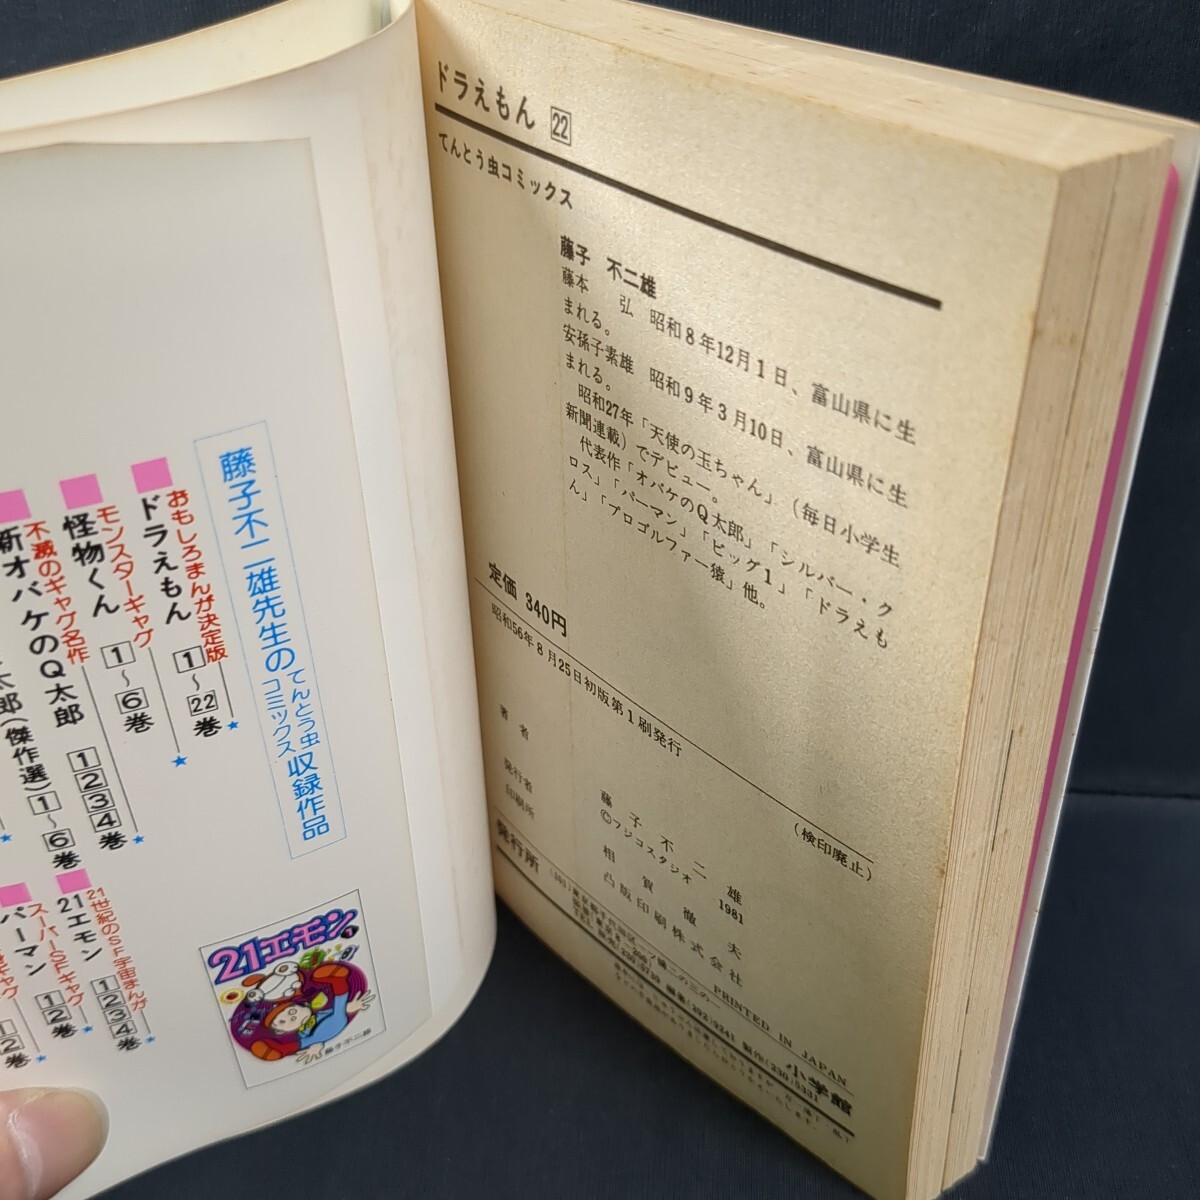 ドラえもん 22
てんとう虫コミックス
藤子 不二雄
藤本 弘 昭和8年12月1日、富山県に生
まれる。
安孫子素雄 昭和9年3月10日、富山県に生
まれる。
昭和27年「天使の玉ちゃん」(毎日小学生
新聞連載)でデビュー。
代表作「オバケのQ太郎」「シルバー・ク
ロス」「パーマン」「ビッグ1」「ドラえも
ん」「プロゴルファー猿」他。
定価 340円
昭和56年8月25日初版第1刷発行
(検印廃止)
著者 藤子不二雄
©フジコスタジオ 1981
発行者 相賀徹夫
印刷所 凸版印刷株式会社
PRINTED IN JAPAN
発行所 小学館
藤子不二雄先生のてんとう虫コミックス収録作品
おもしろまんが決定版
ドラえもん 1〜22巻★
モンスターギャグ
怪物くん 1〜6巻★
不滅のギャグ名作
新オバケのQ太郎 1234巻★
太郎(傑作選)1〜6巻★
21世紀のSF宇宙まんが
21エモン 1234巻★
スーパーSFギャグ
パーマン 12巻★
ギャグ
12巻★
21エモン 1
藤子不二雄